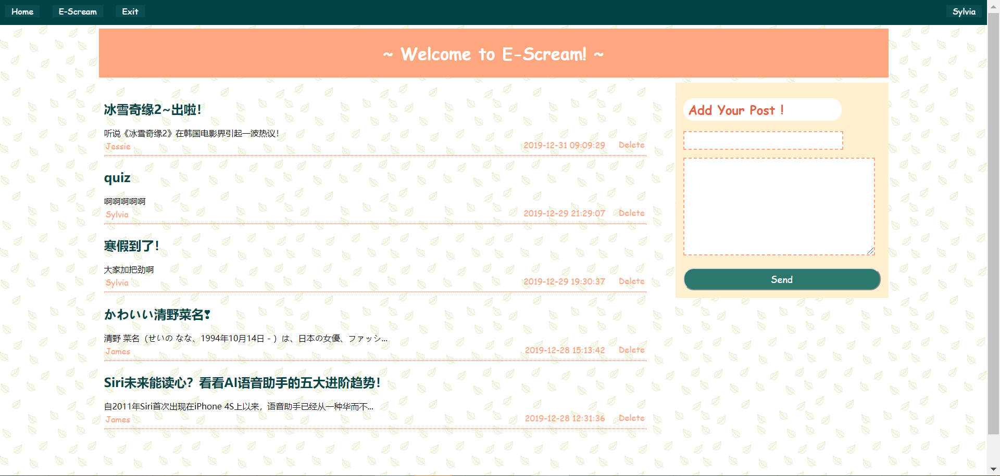 Home E-Scream Exit Sylvia
~ Welcome to E-Scream! ~
冰雪奇缘2~出啦！
听说《冰雪奇缘2》在韩国电影界引起一波热议！
Jessie 2019-12-31 09:09:29 Delete
quiz
啊啊啊啊啊
Sylvia 2019-12-29 21:29:07 Delete
寒假到了！
大家加把劲啊
Sylvia 2019-12-29 19:30:37 Delete
かわいい清野菜名❣
清野 菜名（せいの なな、1994年10月14日 - ）は、日本の女優、ファッシ...
James 2019-12-28 15:13:42 Delete
Siri未来能读心？看看AI语音助手的五大进阶趋势！
自2011年Siri首次出现在iPhone 4S上以来，语音助手已经从一种华而不...
James 2019-12-28 12:31:36 Delete
Add Your Post !
Send